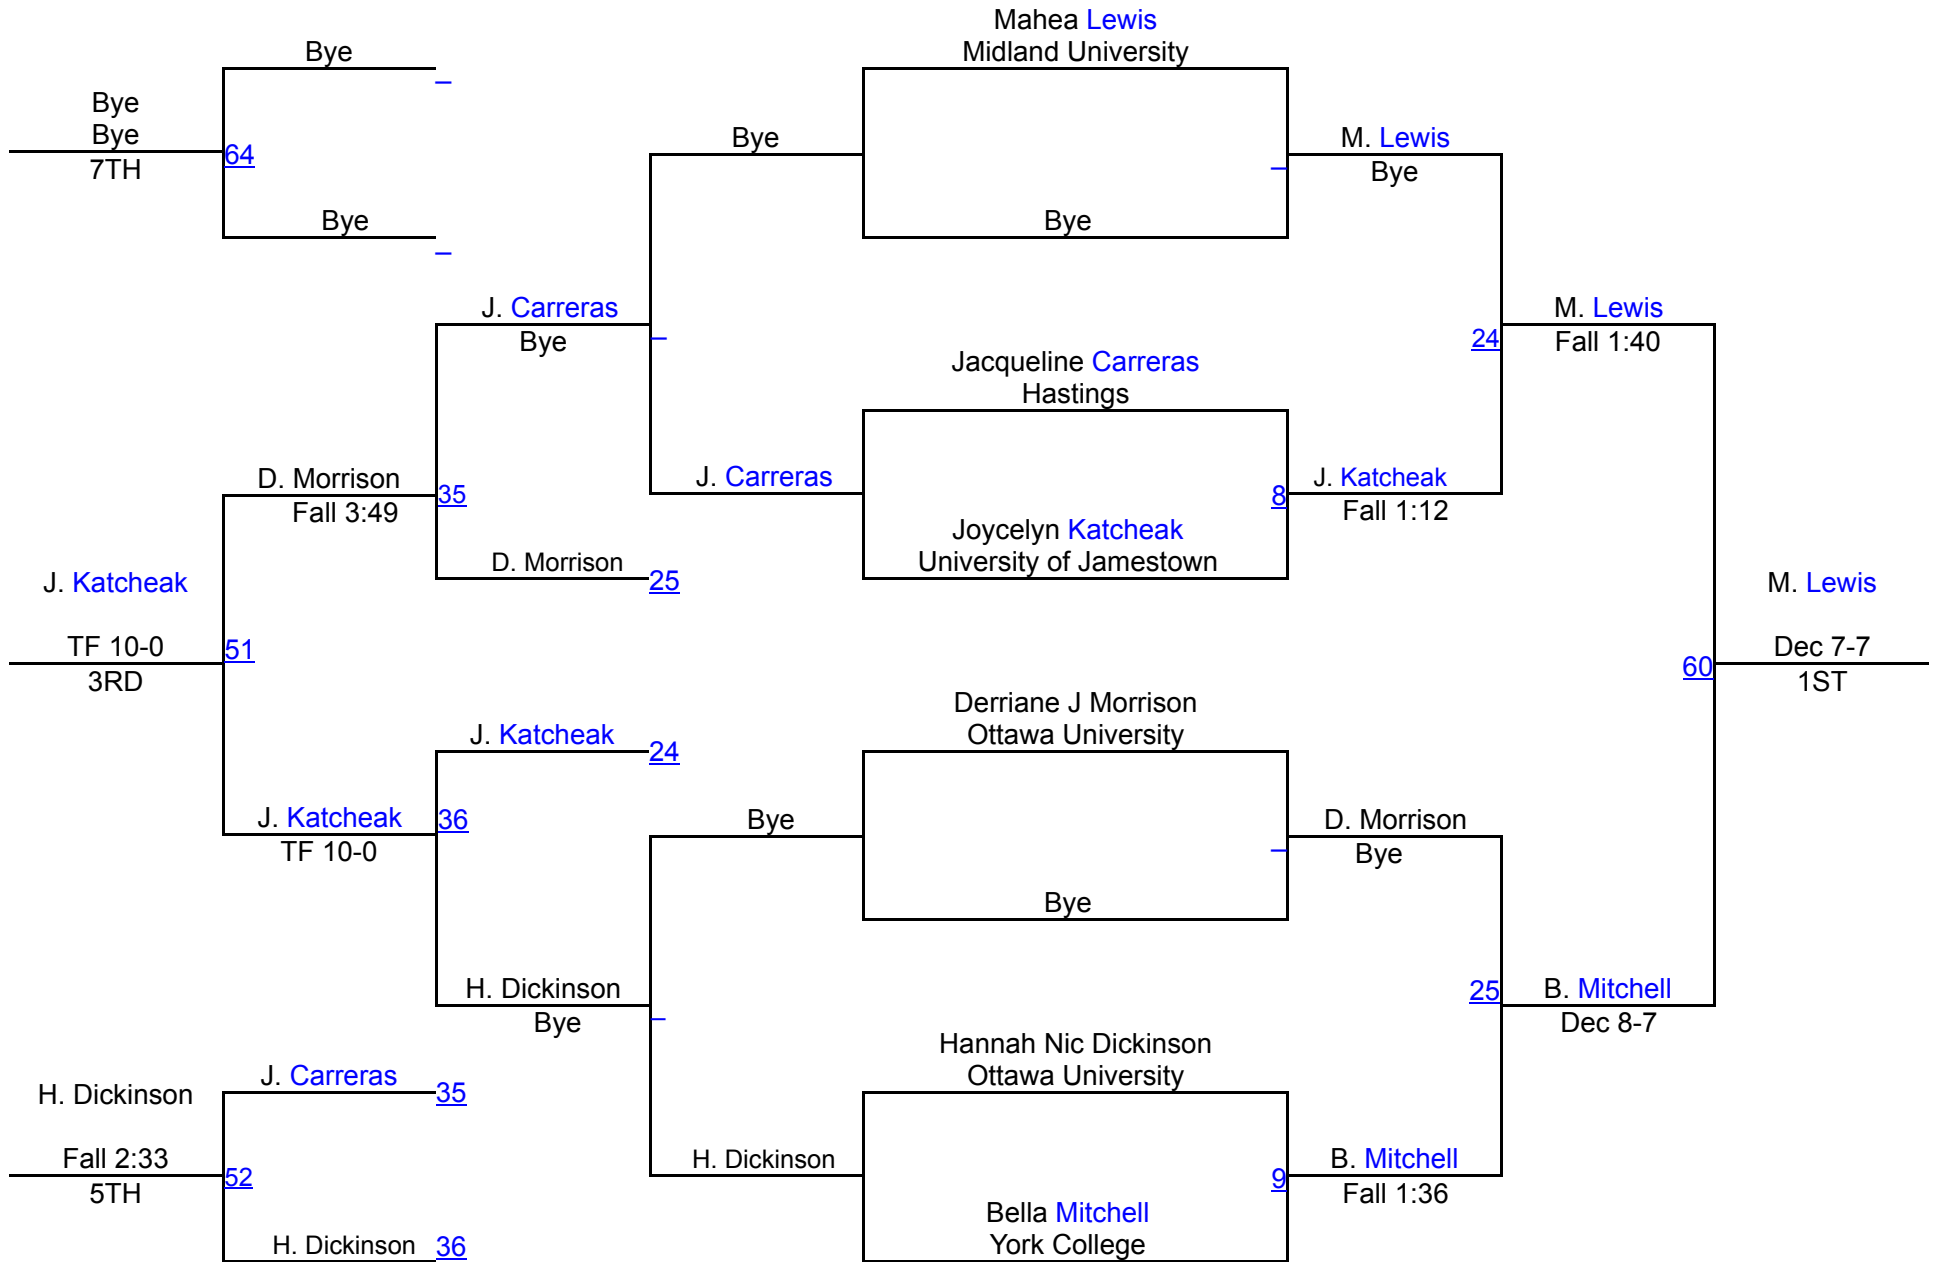 Mahea Lewis
Midland University
Bye
Bye
Bye
7TH
64
Bye
Bye
M. Lewis
Bye
Bye
Bye
J. Carreras
Bye
M. Lewis
Fall 1:40
24
Jacqueline Carreras
Hastings
D. Morrison
Fall 3:49
35
J. Carreras
8
J. Katcheak
Fall 1:12
Joycelyn Katcheak
University of Jamestown
D. Morrison
25
J. Katcheak
TF 10-0
3RD
51
M. Lewis
Dec 7-7
1ST
60
Derriane J Morrison
Ottawa University
J. Katcheak
24
J. Katcheak
TF 10-0
36
Bye
D. Morrison
Bye
Bye
H. Dickinson
Bye
25
B. Mitchell
Dec 8-7
Hannah Nic Dickinson
Ottawa University
J. Carreras
35
H. Dickinson
Fall 2:33
5TH
52
H. Dickinson
9
B. Mitchell
Fall 1:36
Bella Mitchell
York College
H. Dickinson
36